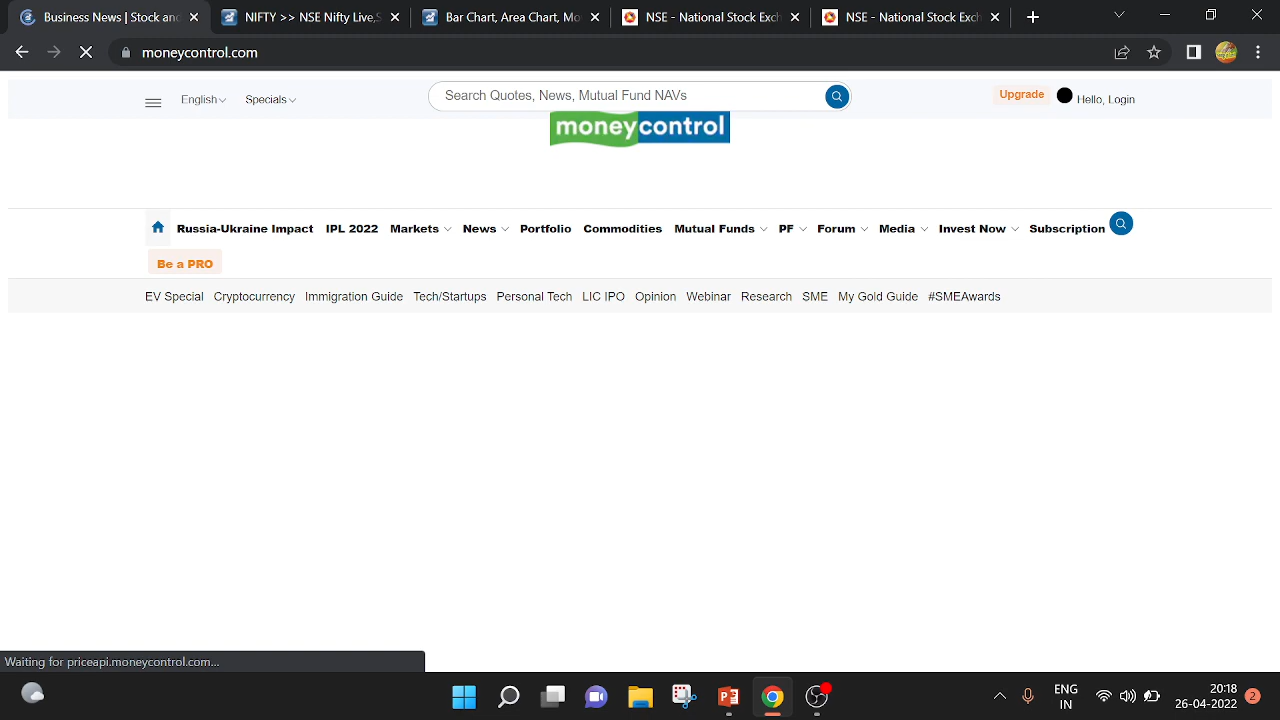 Business News | Stock and
NIFTY >> NSE Nifty Live S
Bar Chart, Area Chart, Do
NSE - National Stock Exch
NSE - National Stock Exch
moneycontrol.com
English
Specials
Search Quotes, News, Mutual Fund NAVs
Upgrade
Hello, Login
moneycontrol
Russia-Ukraine Impact IPL 2022 Markets News Portfolio Commodities Mutual Funds PF Forum Media Invest Now Subscription
Be a PRO
EV Special Cryptocurrency Immigration Guide Tech/Startups Personal Tech LIC IPO Opinion Webinar Research SME My Gold Guide #SMEAwards
Waiting for priceapi.moneycontrol.com...
ENG
IN
20:18
26-04-2022
2